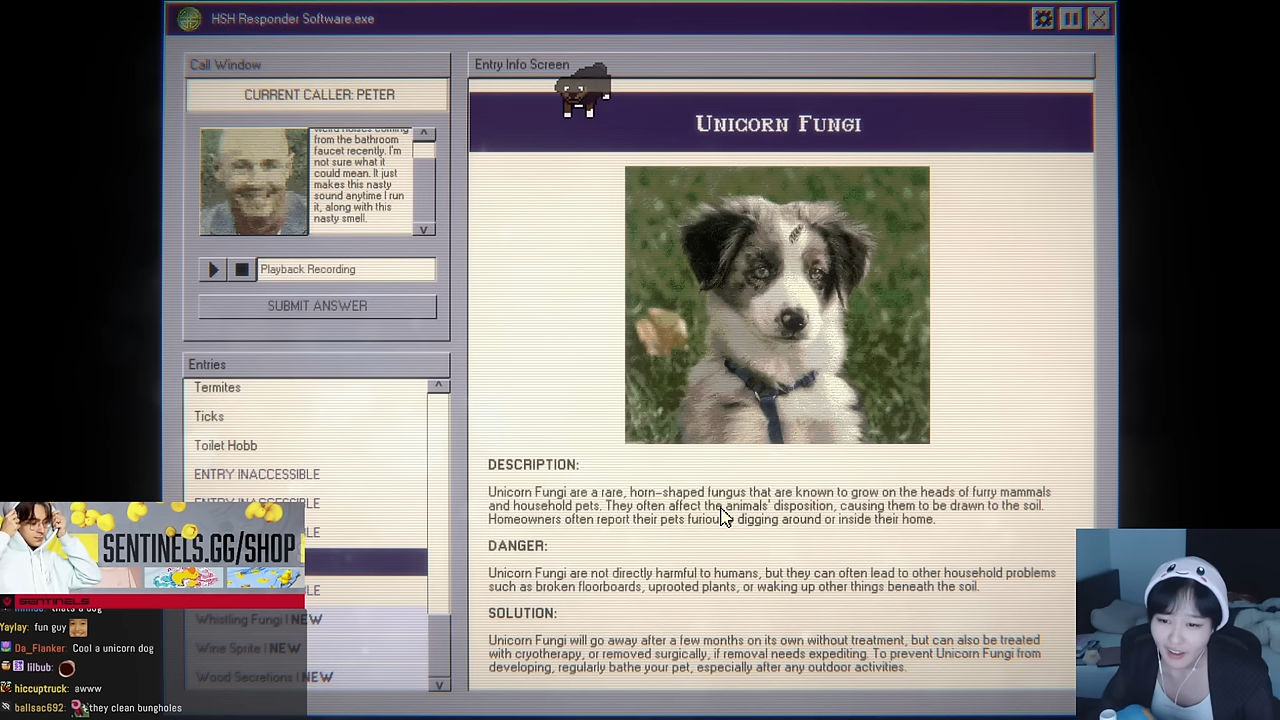 HSH Responder Software.exe
Call Window
CURRENT CALLER: PETER
weird noises coming
from the bathroom
faucet recently. I'm
not sure what it
could mean. It just
makes this nasty
sound anytime I run
it, along with this
nasty smell.
Playback Recording
SUBMIT ANSWER
Entries
Termites
Ticks
Toilet Hobb
ENTRY INACCESSIBLE
Whistling Fungi | NEW
Wine Sprite | NEW
Wood Secretions | NEW
Entry Info Screen
UNICORN FUNGI
DESCRIPTION:
Unicorn Fungi are a rare, horn-shaped fungus that are known to grow on the heads of furry mammals
and household pets. They often affect the animals' disposition, causing them to be drawn to the soil.
Homeowners often report their pets digging around or inside their home.
DANGER:
Unicorn Fungi are not directly harmful to humans, but they can often lead to other household problems
such as broken floorboards, uprooted plants, or waking up other things beneath the soil.
SOLUTION:
Unicorn Fungi will go away after a few months on its own without treatment, but can also be treated
with cryotherapy, or removed surgically, if removal needs expediting. To prevent Unicorn Fungi from
developing, regularly bathe your pet, especially after any outdoor activities.
SENTINELS.GG/SHOP
SENTINELS
Yaylay: fun guy
Da_Flankar: Cool a unicorn dog
lilbub:
hiccuptruck: awww
ballsac692: they clean bungholes